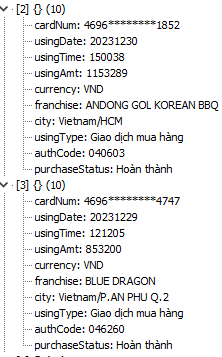 [2] {} (10)
cardNum: 4696********1852
usingDate: 20231230
usingTime: 150038
usingAmt: 1153289
currency: VND
franchise: ANDONG GOL KOREAN BBQ
city: Vietnam/HCM
usingType: Giao dịch mua hàng
authCode: 040603
purchaseStatus: Hoàn thành
[3] {} (10)
cardNum: 4696********4747
usingDate: 20231229
usingTime: 121205
usingAmt: 853200
currency: VND
franchise: BLUE DRAGON
city: Vietnam/P.AN PHU Q.2
usingType: Giao dịch mua hàng
authCode: 046260
purchaseStatus: Hoàn thành